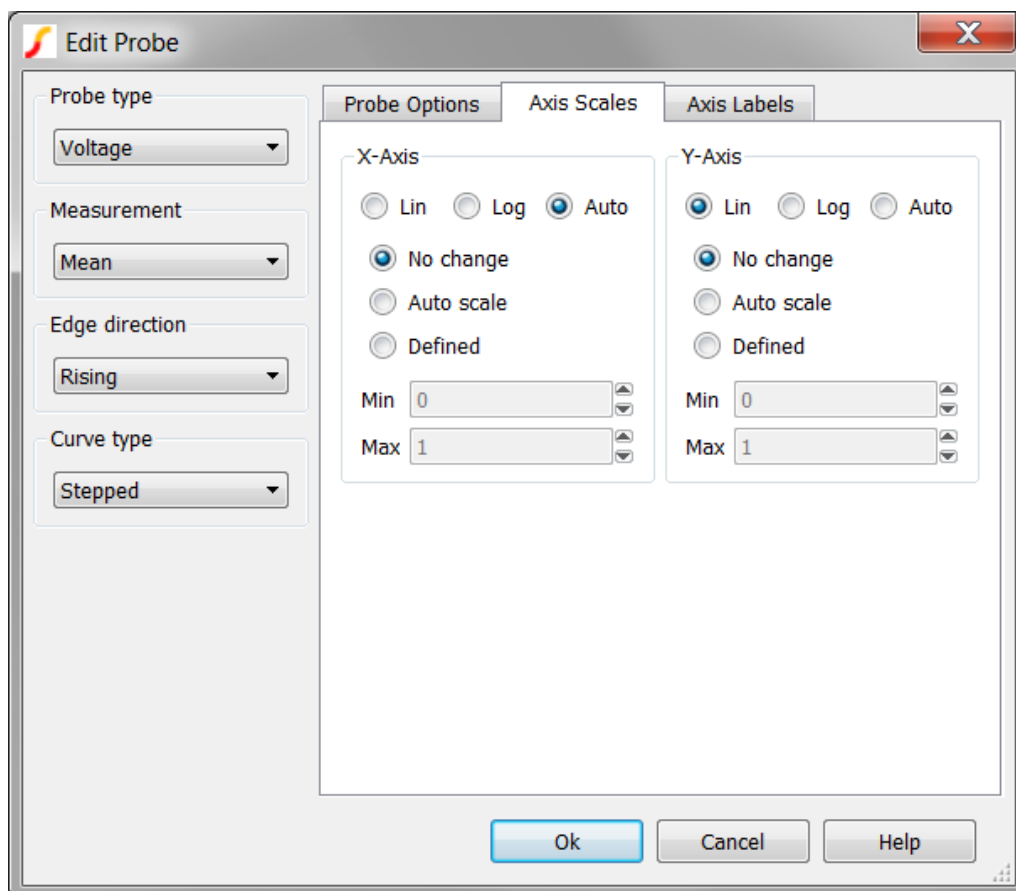 Edit Probe
Probe type
Voltage
Measurement
Mean
Edge direction
Rising
Curve type
Stepped
Probe Options Axis Scales Axis Labels
X-Axis
Lin Log Auto
No change
Auto scale
Defined
Min 0
Max 1
Y-Axis
Lin Log Auto
No change
Auto scale
Defined
Min 0
Max 1
Ok Cancel Help